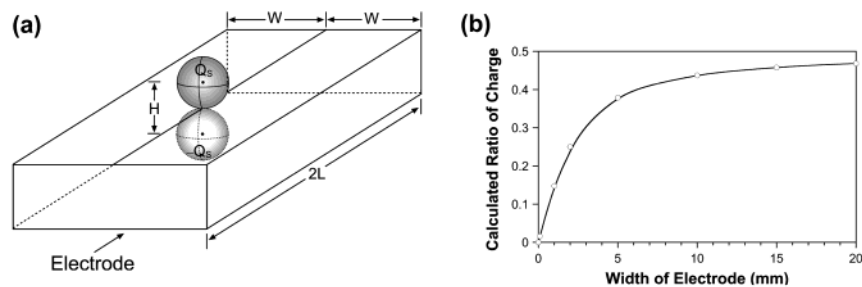 (a)
W
W
Qs
H
-Qs
2L
Electrode
(b)
Calculated Ratio of Charge
0.5
0.4
0.3
0.2
0.1
0
0
5
10
15
20
Width of Electrode (mm)